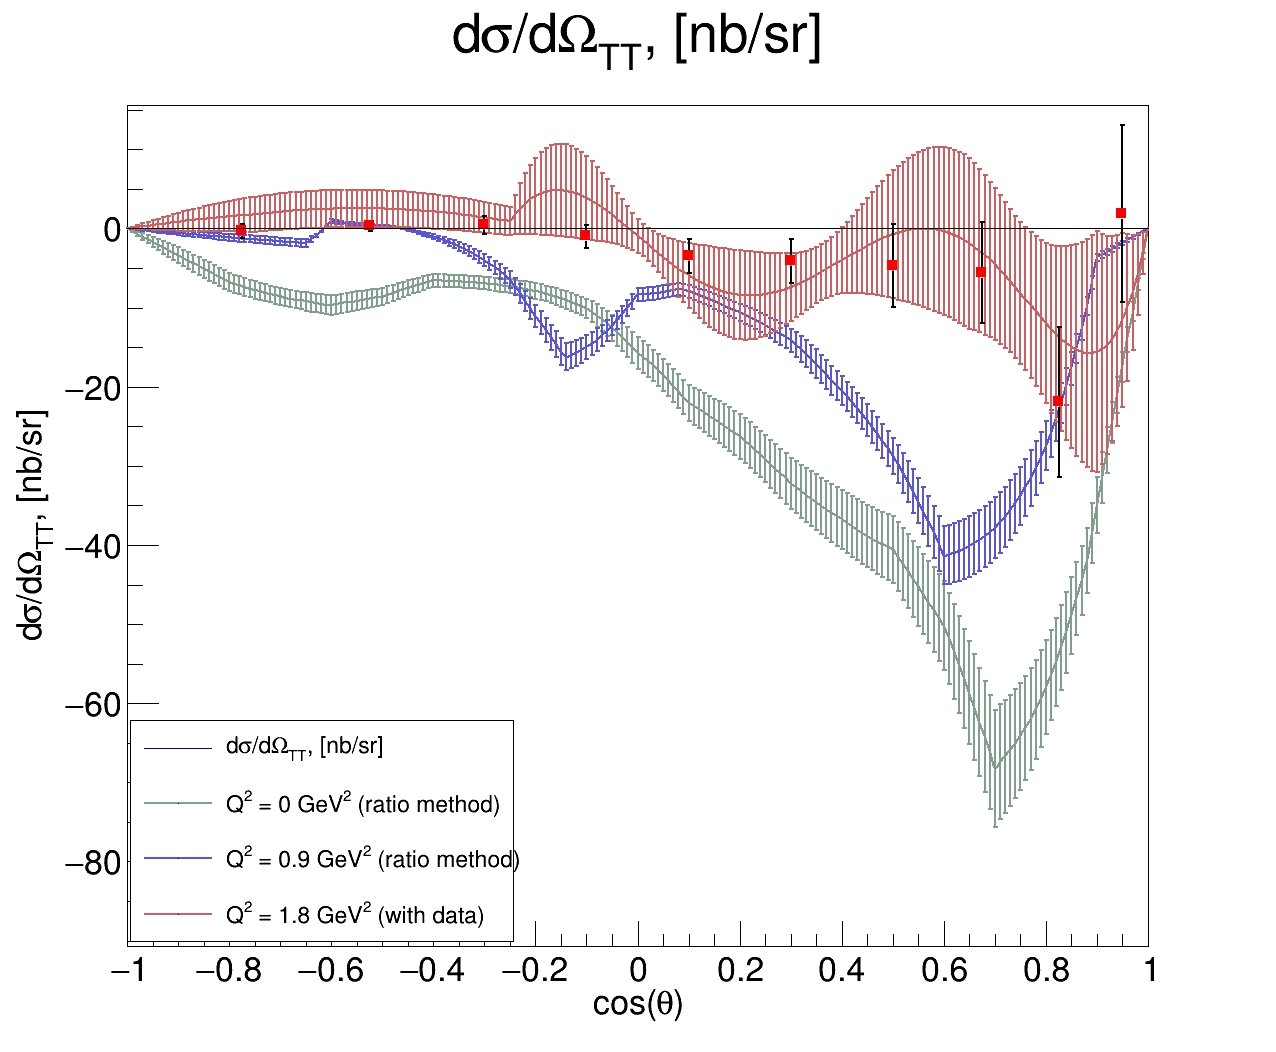 dσ/dΩTT, [nb/sr]
dσ/dΩTT, [nb/sr]
0
−20
−40
−60
−80
dσ/dΩTT, [nb/sr]
Q² = 0 GeV² (ratio method)
Q² = 0.9 GeV² (ratio method)
Q² = 1.8 GeV² (with data)
−1 −0.8 −0.6 −0.4 −0.2 0 0.2 0.4 0.6 0.8 1
cos(θ)